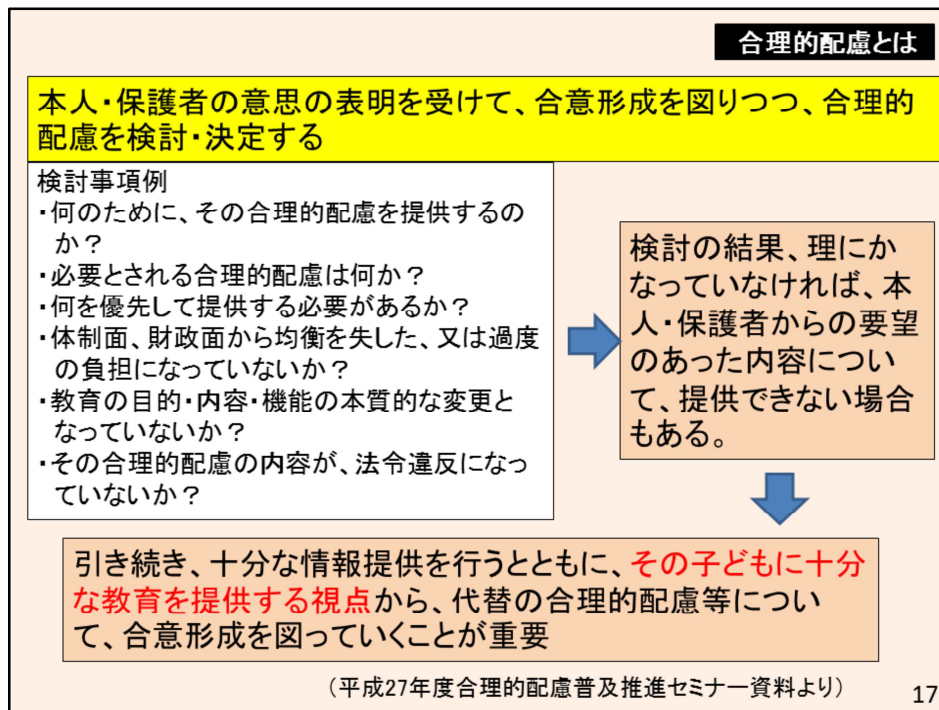 合理的配慮とは
本人・保護者の意思の表明を受けて、合意形成を図りつつ、合理的
配慮を検討・決定する
検討事項例
・何のために、その合理的配慮を提供するの
か？
・必要とされる合理的配慮は何か？
・何を優先して提供する必要があるか？
・体制面、財政面から均衡を失した、又は過度
の負担になっていないか？
・教育の目的・内容・機能の本質的な変更と
なっていないか？
・その合理的配慮の内容が、法令違反になっ
ていないか？
検討の結果、理にか
なっていなければ、本
人・保護者からの要望
のあった内容につい
て、提供できない場合
もある。
引き続き、十分な情報提供を行うとともに、その子どもに十分
な教育を提供する視点から、代替の合理的配慮等につい
て、合意形成を図っていくことが重要
（平成27年度合理的配慮普及推進セミナー資料より）
17